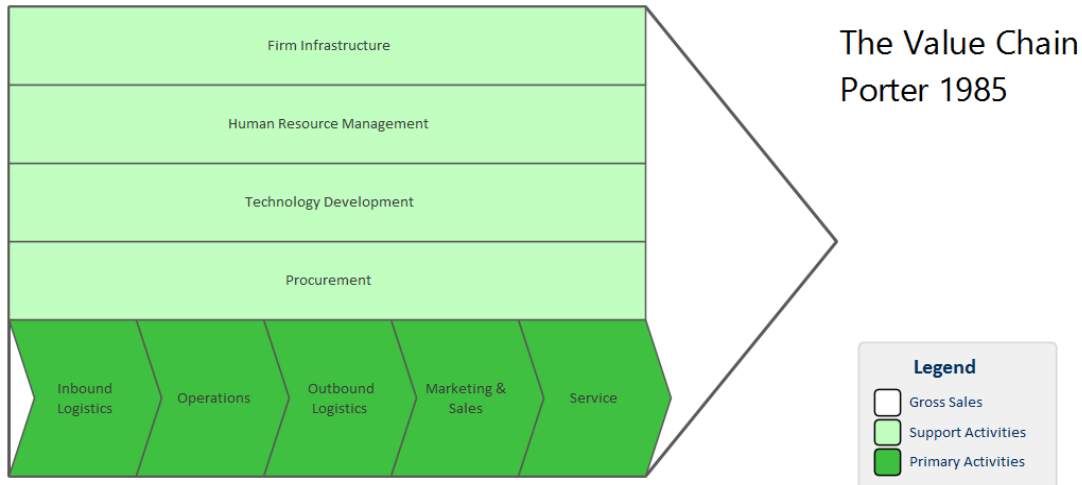 The Value Chain
Porter 1985
Firm Infrastructure
Human Resource Management
Technology Development
Procurement
Inbound
Logistics
Operations
Outbound
Logistics
Marketing &
Sales
Service
Legend
Gross Sales
Support Activities
Primary Activities